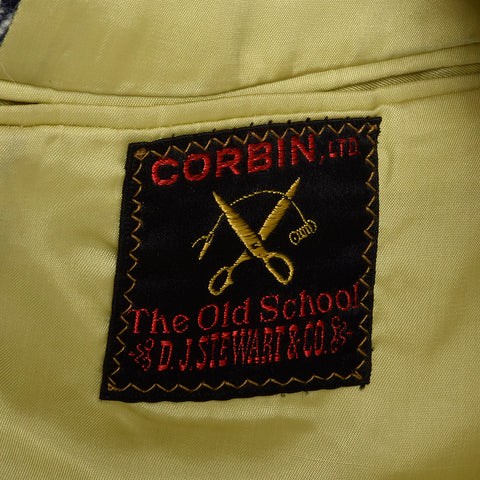 CORBIN, LTD.
The Old School
D. J. STEWART & CO.